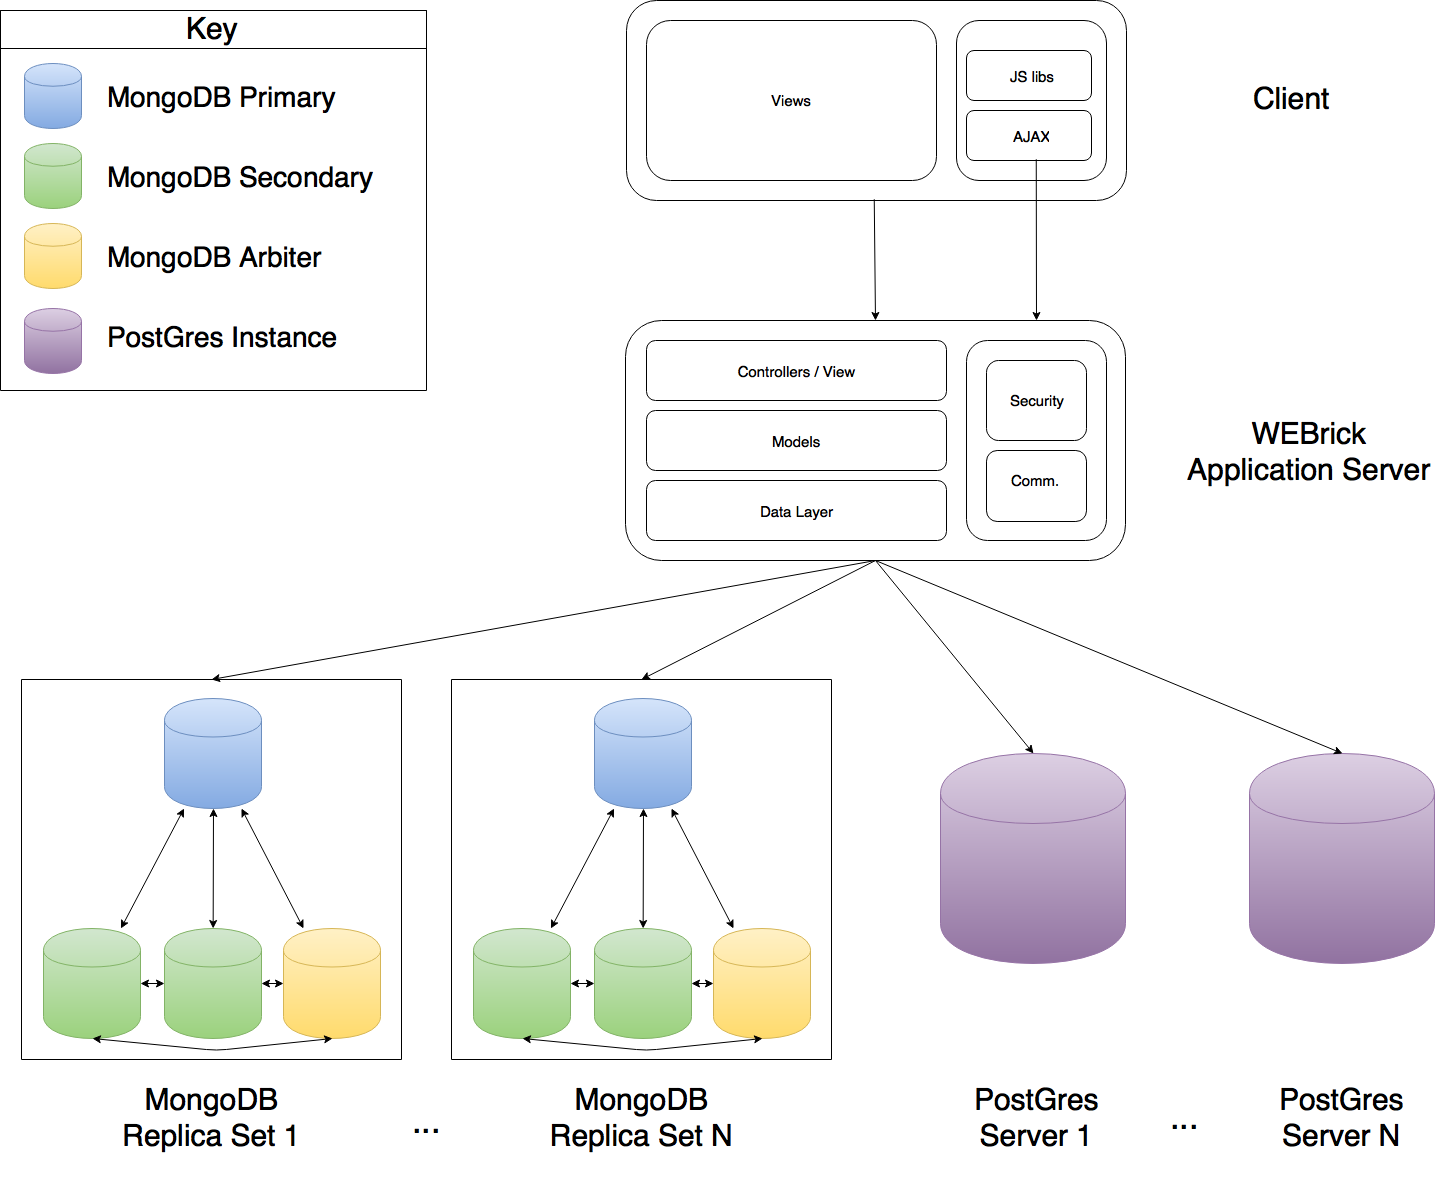 Key
MongoDB Primary
MongoDB Secondary
MongoDB Arbiter
PostGres Instance
Views
JS libs
AJAX
Client
Controllers / View
Models
Data Layer
Security
Comm.
WEBrick
Application Server
MongoDB
Replica Set 1
...
MongoDB
Replica Set N
PostGres
Server 1
...
PostGres
Server N